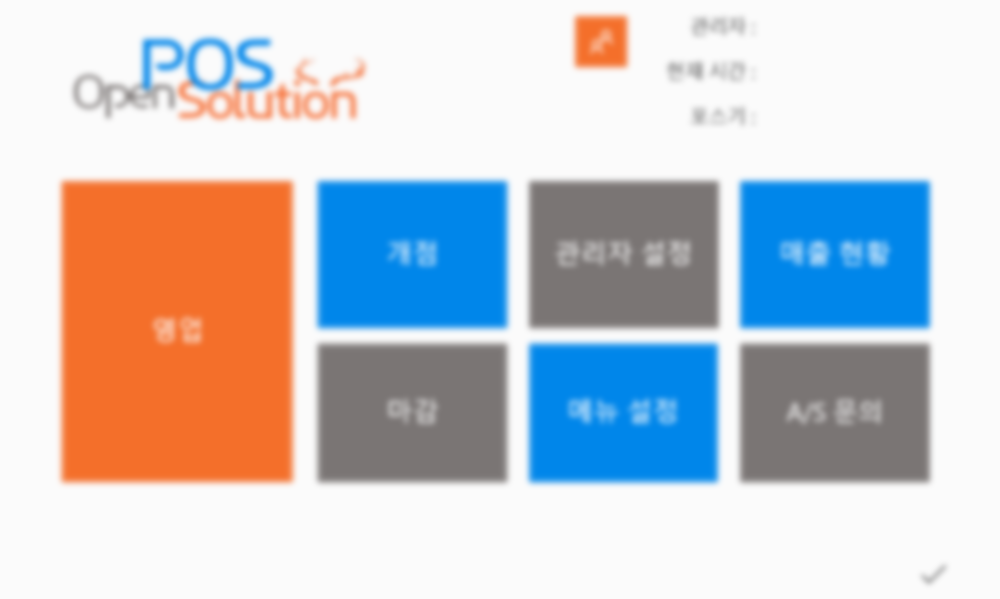 POS
Open Solution
관리자 :
현재 시간 :
포스기 :
영업
개점
관리자 설정
매출 현황
마감
메뉴 설정
A/S 문의